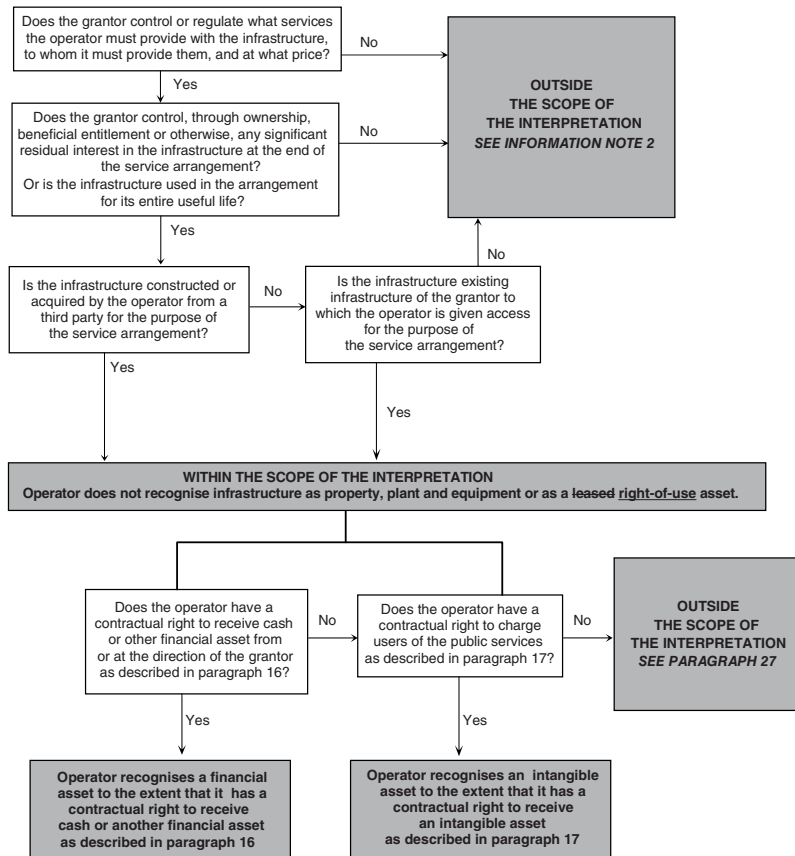 Does the grantor control or regulate what services
the operator must provide with the infrastructure,
to whom it must provide them, and at what price?
No
Yes
OUTSIDE
THE SCOPE OF
THE INTERPRETATION
SEE INFORMATION NOTE 2
Does the grantor control, through ownership,
beneficial entitlement or otherwise, any significant
residual interest in the infrastructure at the end of
the service arrangement?
Or is the infrastructure used in the arrangement
for its entire useful life?
No
Yes
No
Is the infrastructure constructed or
acquired by the operator from a
third party for the purpose of
the service arrangement?
No
Is the infrastructure existing
infrastructure of the grantor to
which the operator is given access
for the purpose of
the service arrangement?
Yes
Yes
WITHIN THE SCOPE OF THE INTERPRETATION
Operator does not recognise infrastructure as property, plant and equipment or as a leased right-of-use asset.
Does the operator have a
contractual right to receive cash
or other financial asset from
or at the direction of the grantor
as described in paragraph 16?
No
Does the operator have a
contractual right to charge
users of the public services
as described in paragraph 17?
No
OUTSIDE
THE SCOPE OF
THE INTERPRETATION
SEE PARAGRAPH 27
Yes
Yes
Operator recognises a financial
asset to the extent that it has a
contractual right to receive
cash or another financial asset
as described in paragraph 16
Operator recognises an intangible
asset to the extent that it has a
contractual right to receive
an intangible asset
as described in paragraph 17